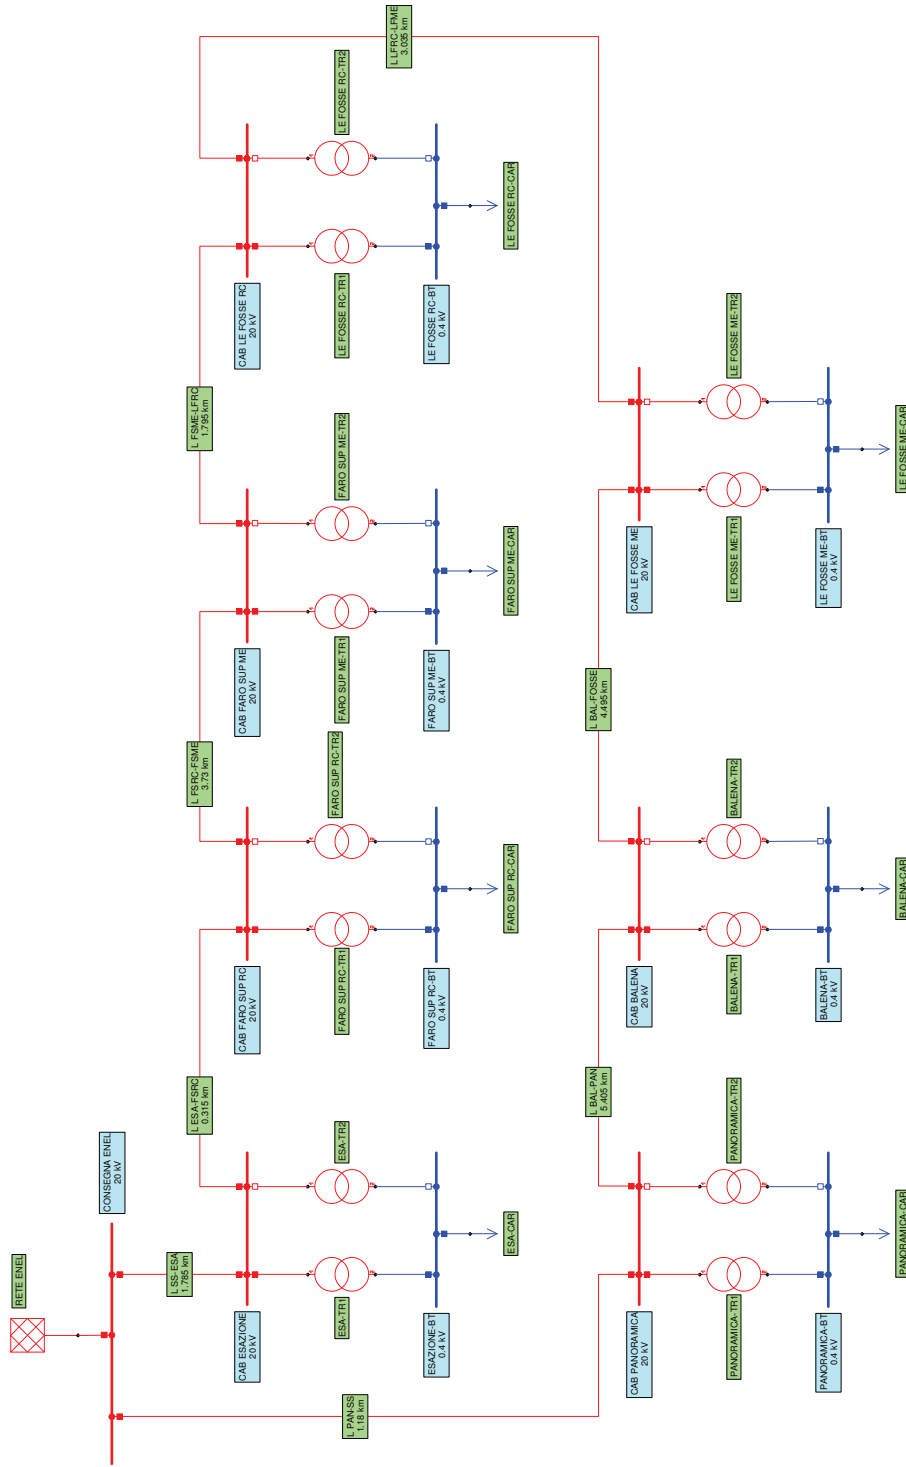 RETE ENEL
CONSEGNA ENEL
20 kV
L SS-ESA
1.785 km
L PAN-SS
1.18 km
L ESA-FSRC
0.315 km
L FSRC-FSME
3.73 km
L FSME-LFRC
1.795 km
L LFRC-LFME
3.035 km
CAB ESAZIONE
20 kV
ESA-TR1
ESA-TR2
ESAZIONE-BT
0.4 kV
ESA-CAR
CAB FARO SUP RC
20 kV
FARO SUP RC-TR1
FARO SUP RC-TR2
FARO SUP RC-BT
0.4 kV
FARO SUP RC-CAR
CAB FARO SUP ME
20 kV
FARO SUP ME-TR1
FARO SUP ME-TR2
FARO SUP ME-BT
0.4 kV
FARO SUP ME-CAR
CAB LE FOSSE RC
20 kV
LE FOSSE RC-TR1
LE FOSSE RC-TR2
LE FOSSE RC-BT
0.4 kV
LE FOSSE RC-CAR
L BAL-PAN
5.405 km
L BAL-FOSSE
4.495 km
CAB PANORAMICA
20 kV
PANORAMICA-TR1
PANORAMICA-TR2
PANORAMICA-BT
0.4 kV
PANORAMICA-CAR
CAB BALENA
20 kV
BALENA-TR1
BALENA-TR2
BALENA-BT
0.4 kV
BALENA-CAR
CAB LE FOSSE ME
20 kV
LE FOSSE ME-TR1
LE FOSSE ME-TR2
LE FOSSE ME-BT
0.4 kV
LE FOSSE ME-CAR